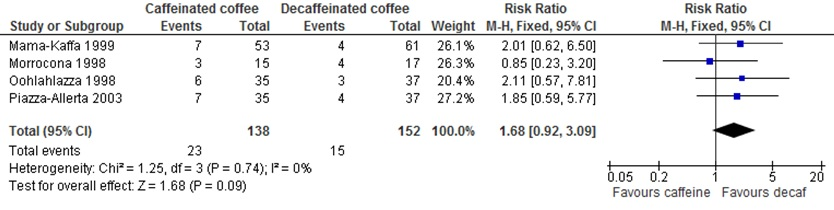 Caffeinated coffee Decaffeinated coffee Risk Ratio Risk Ratio
Study or Subgroup Events Total Events Total Weight M-H, Fixed, 95% CI M-H, Fixed, 95% CI
Mama-Kaffa 1999 7 53 4 61 26.1% 2.01 [0.62, 6.50]
Morrocona 1998 3 15 4 17 26.3% 0.85 [0.23, 3.20]
Oohlahlazza 1998 6 35 3 37 20.4% 2.11 [0.57, 7.81]
Piazza-Allerta 2003 7 35 4 37 27.2% 1.85 [0.59, 5.77]
Total (95% CI) 138 152 100.0% 1.68 [0.92, 3.09]
Total events 23 15
Heterogeneity: Chi² = 1.25, df = 3 (P = 0.74); I² = 0%
Test for overall effect: Z = 1.68 (P = 0.09)
0.05 0.2 1 5 20
Favours caffeine Favours decaf